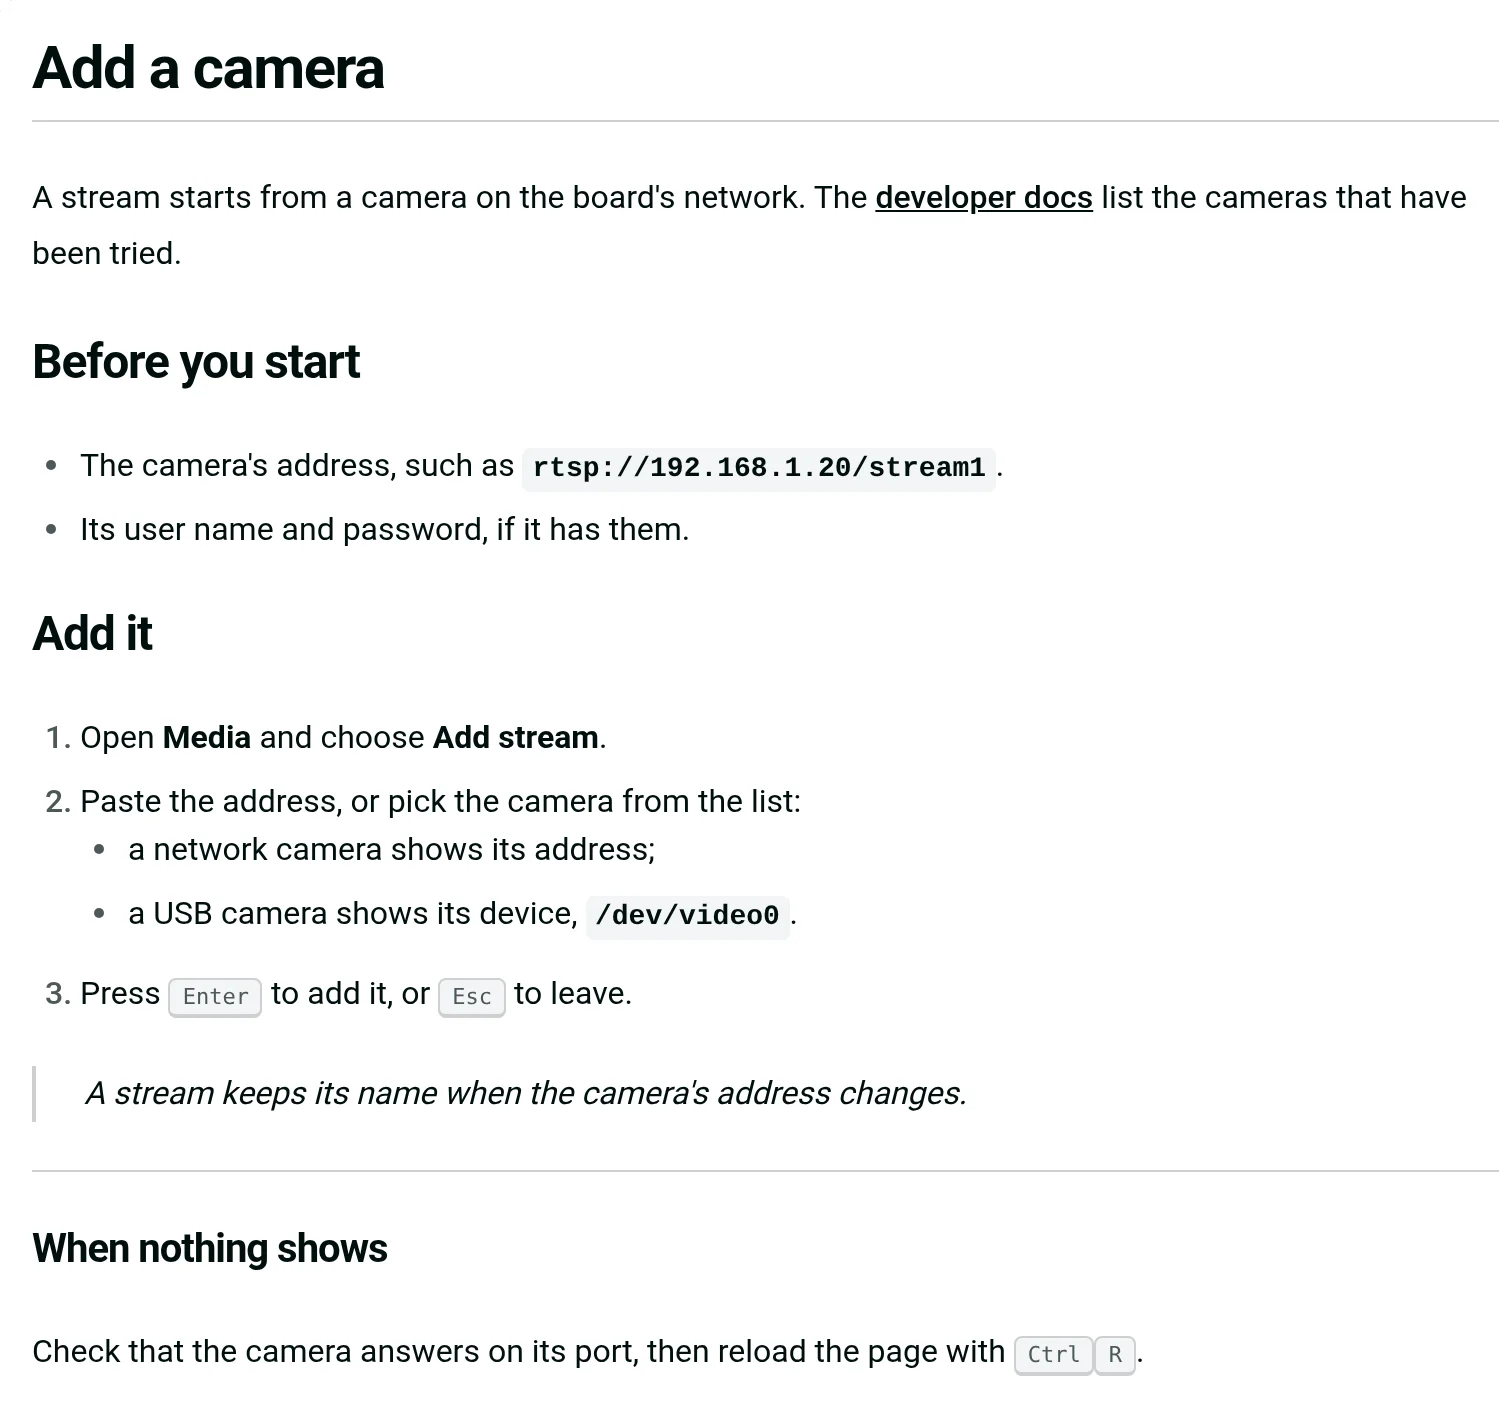 Add a camera
A stream starts from a camera on the board's network. The developer docs list the cameras that have
been tried.
Before you start
• The camera's address, such as rtsp://192.168.1.20/stream1.
• Its user name and password, if it has them.
Add it
1. Open Media and choose Add stream.
2. Paste the address, or pick the camera from the list:
• a network camera shows its address;
• a USB camera shows its device, /dev/video0.
3. Press Enter to add it, or Esc to leave.
A stream keeps its name when the camera's address changes.
When nothing shows
Check that the camera answers on its port, then reload the page with Ctrl R.